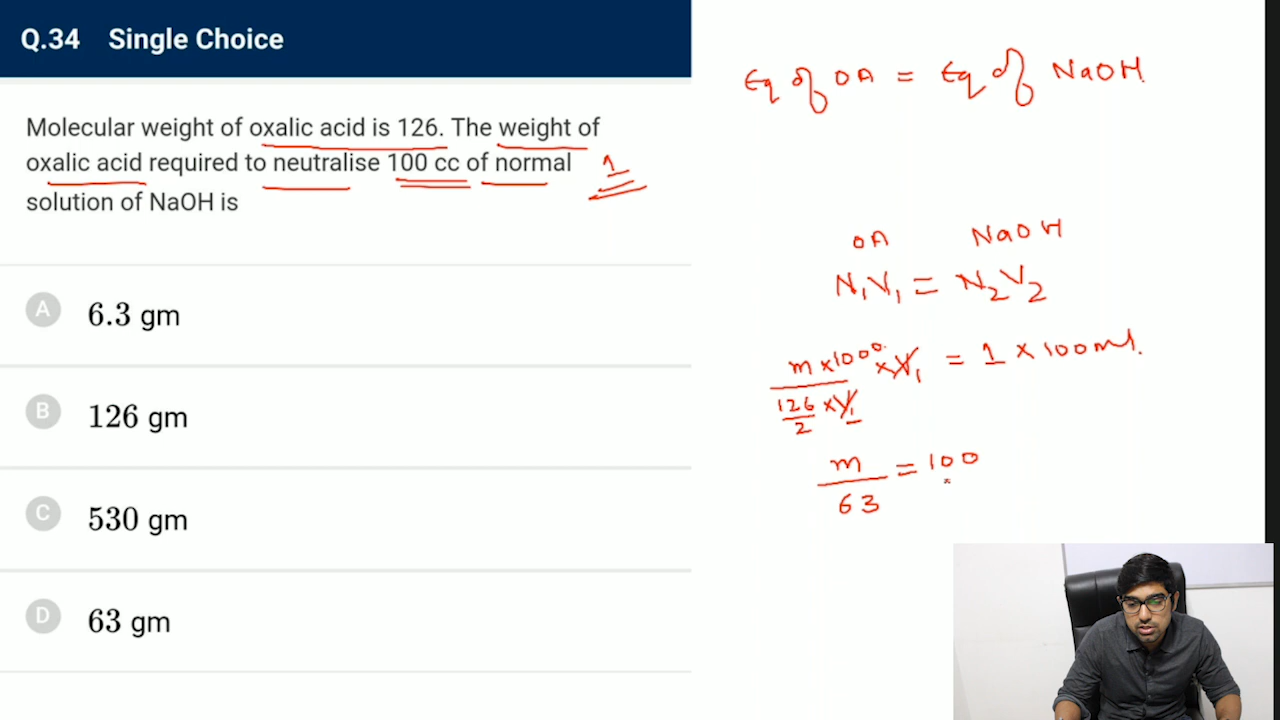 Q.34 Single Choice
Molecular weight of oxalic acid is 126. The weight of
oxalic acid required to neutralise 100 cc of normal
1
solution of NaOH is
A 6.3 gm
B 126 gm
C 530 gm
D 63 gm
Eq of OA = Eq of NaOH
OA NaOH
N₁V₁ = N₂V₂
m×1000 ×V₁ = 1 × 100ml.
126/2 ×V₁
m/63 = 100